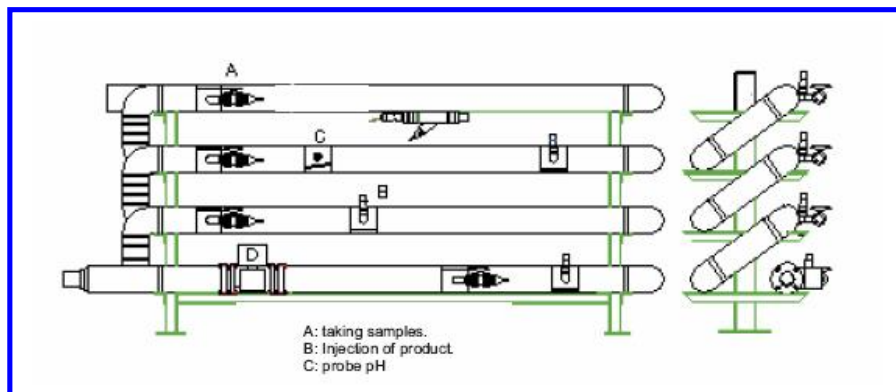 A
C
B
D
A: taking samples.
B: Injection of product.
C: probe pH